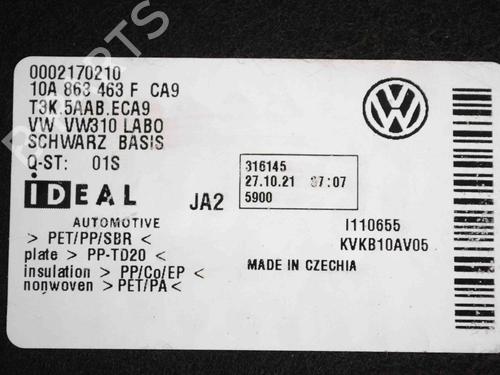 0002170210
10A 863 463 F CA9
T3K.5AAB.ECA9
VW VW310 LABO
SCHWARZ BASIS
Q-ST: 01S
IDEAL
AUTOMOTIVE
JA2
316145
27.10.21 07:07
5900
> PET/PP/SBR <
plate > PP-TD20 <
insulation > PP/Co/EP <
nonwoven > PET/PA <
I110655
KVKB10AV05
MADE IN CZECHIA